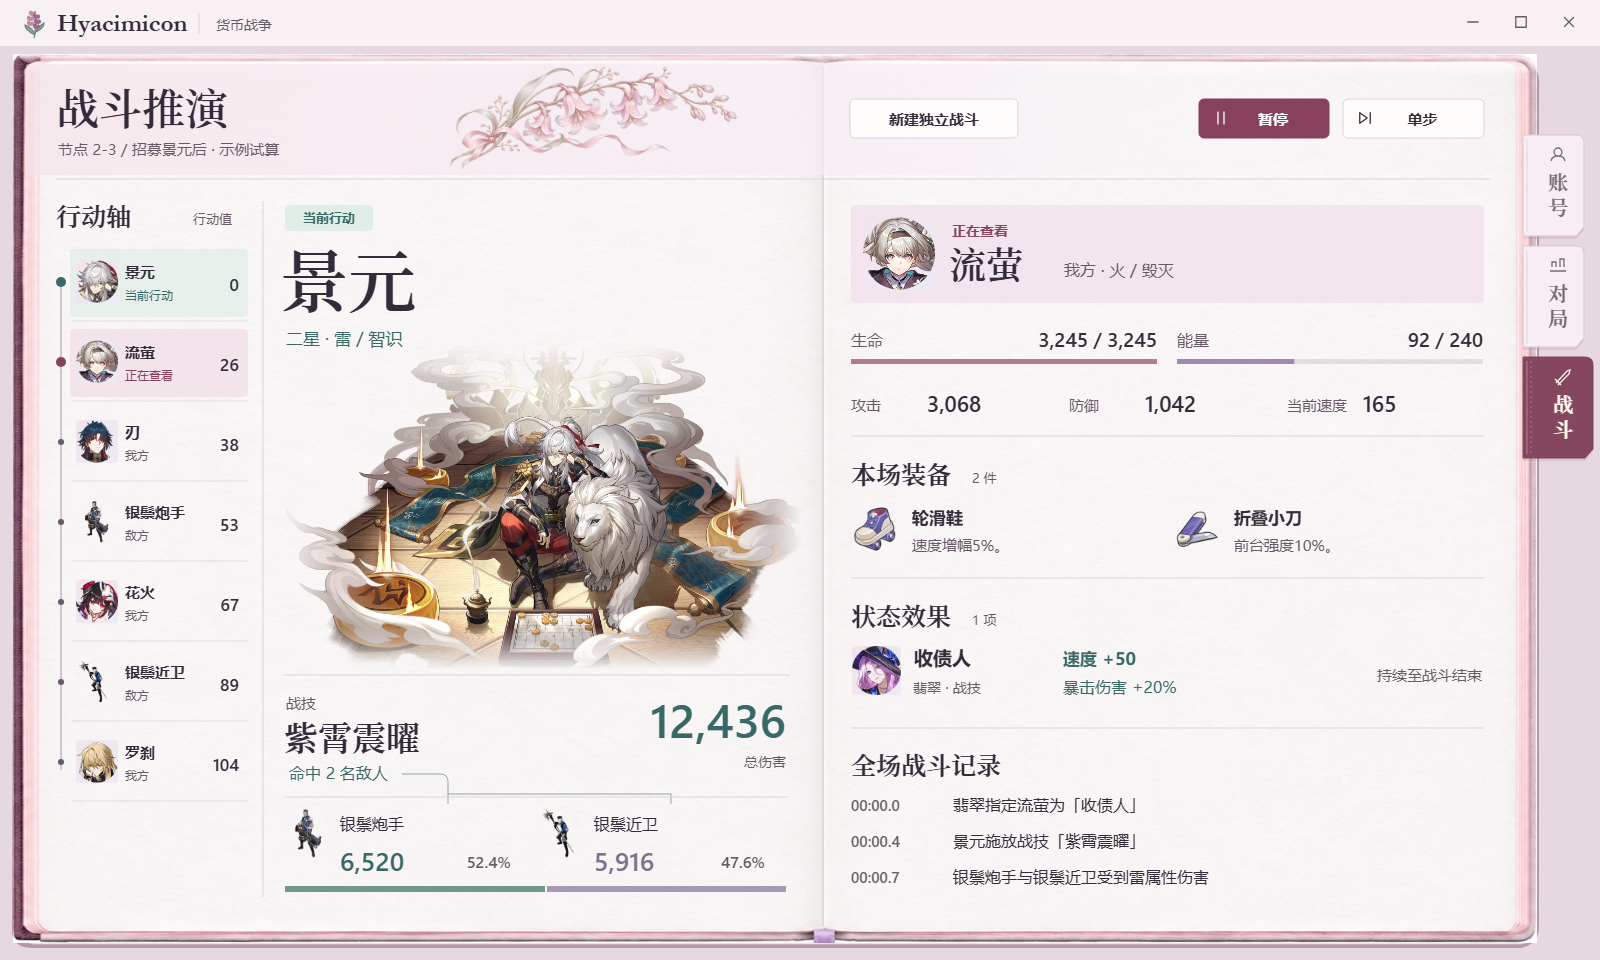 Hyacimicon
货币战争
战斗推演
节点 2-3 / 招募景元后 · 示例试算
新建独立战斗
暂停
单步
账号
对局
战斗
行动轴
行动值
景元
当前行动
0
流萤
正在查看
26
刃
我方
38
银鬃炮手
敌方
53
花火
我方
67
银鬃近卫
敌方
89
罗刹
我方
104
当前行动
景元
二星 · 雷 / 智识
战技
紫霄震曜
命中 2 名敌人
12,436
总伤害
银鬃炮手
6,520
52.4%
银鬃近卫
5,916
47.6%
正在查看
流萤
我方 · 火 / 毁灭
生命
3,245 / 3,245
能量
92 / 240
攻击
3,068
防御
1,042
当前速度
165
本场装备
2 件
轮滑鞋
速度增幅5%。
折叠小刀
前台强度10%。
状态效果
1 项
收债人
翡翠 · 战技
速度 +50
暴击伤害 +20%
持续至战斗结束
全场战斗记录
00:00.0 翡翠指定流萤为「收债人」
00:00.4 景元施放战技「紫霄震曜」
00:00.7 银鬃炮手与银鬃近卫受到雷属性伤害